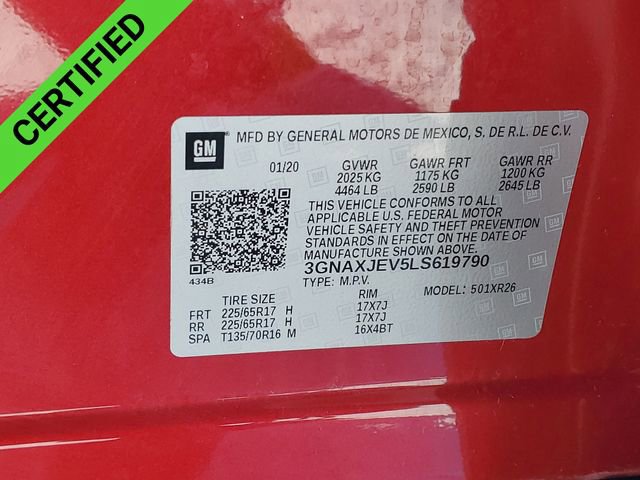 CERTIFIED
GM MFD BY GENERAL MOTORS DE MEXICO, S. DE R.L. DE C.V.
01/20 GVWR GAWR FRT GAWR RR
2025 KG 1175 KG 1200 KG
4464 LB 2590 LB 2645 LB
THIS VEHICLE CONFORMS TO ALL
APPLICABLE U.S. FEDERAL MOTOR
VEHICLE SAFETY AND THEFT PREVENTION
STANDARDS IN EFFECT ON THE DATE OF
MANUFACTURE SHOWN ABOVE.
3GNAXJEV5LS619790
434B TYPE: M.P.V. MODEL: 501XR26
TIRE SIZE RIM
FRT 225/65R17 H 17X7J
RR 225/65R17 H 17X7J
SPA T135/70R16 M 16X4BT